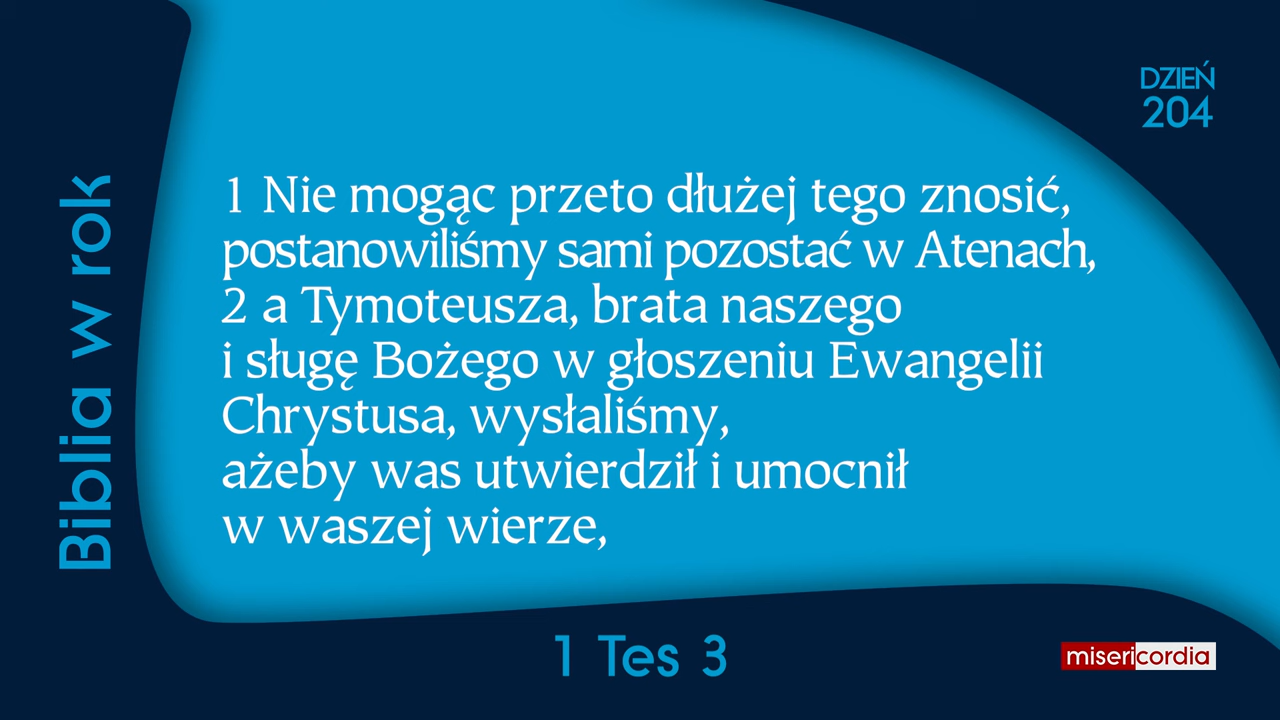 DZIEŃ
204
Biblia w rok
1 Nie mogąc przeto dłużej tego znosić,
postanowiliśmy sami pozostać w Atenach,
2 a Tymoteusza, brata naszego
i sługę Bożego w głoszeniu Ewangelii
Chrystusa, wysłaliśmy,
ażeby was utwierdził i umocnił
w waszej wierze,
1 Tes 3
misericordia